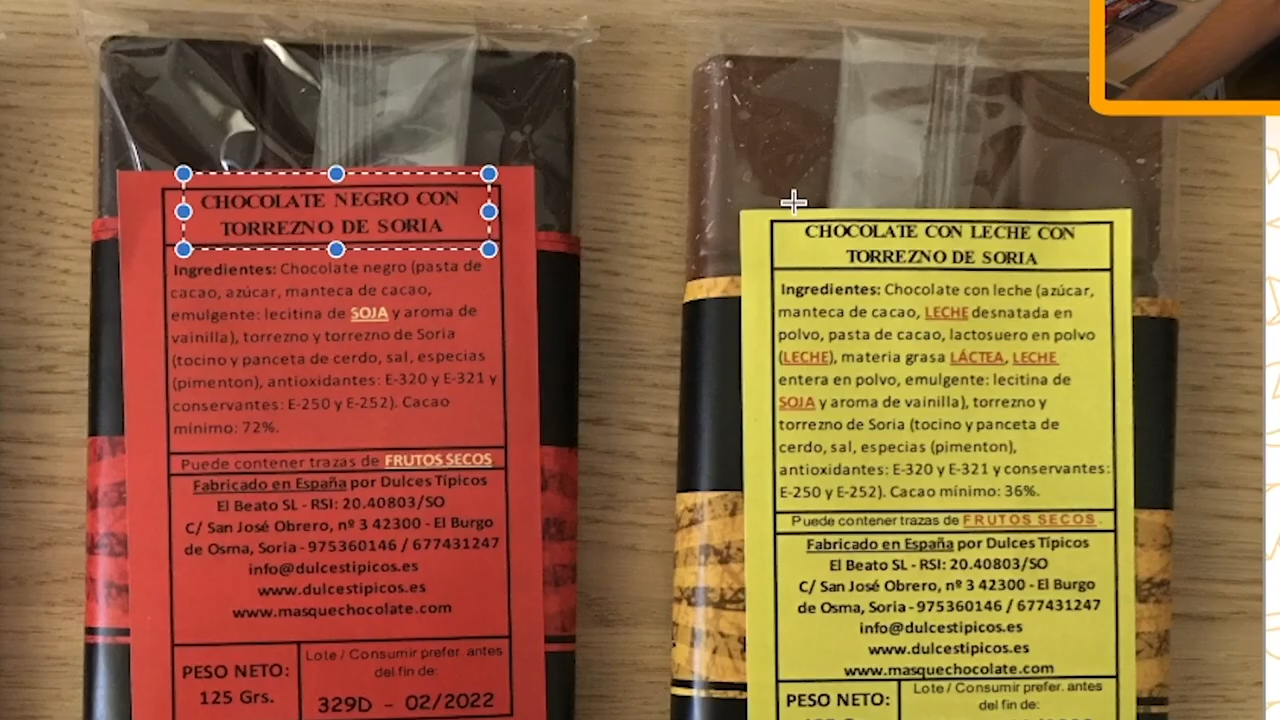 CHOCOLATE NEGRO CON
TORREZNO DE SORIA
Ingredientes: Chocolate negro (pasta de
cacao, azúcar, manteca de cacao,
emulgente: lecitina de SOJA y aroma de
vainilla), torrezno y torrezno de Soria
(tocino y panceta de cerdo, sal, especias
(pimenton), antioxidantes: E-320 y E-321 y
conservantes: E-250 y E-252). Cacao
mínimo: 72%.
Puede contener trazas de FRUTOS SECOS
Fabricado en España por Dulces Típicos
El Beato SL - RSI: 20.40803/SO
C/ San José Obrero, nº 3 42300 - El Burgo
de Osma, Soria - 975360146 / 677431247
info@dulcestipicos.es
www.dulcestipicos.es
www.masquechocolate.com
PESO NETO:
125 Grs.
Lote / Consumir prefer. antes
del fin de:
329D - 02/2022
CHOCOLATE CON LECHE CON
TORREZNO DE SORIA
Ingredientes: Chocolate con leche (azúcar,
manteca de cacao, LECHE desnatada en
polvo, pasta de cacao, lactosuero en polvo
(LECHE), materia grasa LÁCTEA, LECHE
entera en polvo, emulgente: lecitina de
SOJA y aroma de vainilla), torrezno y
torrezno de Soria (tocino y panceta de
cerdo, sal, especias (pimenton),
antioxidantes: E-320 y E-321 y conservantes:
E-250 y E-252). Cacao mínimo: 36%.
Puede contener trazas de FRUTOS SECOS.
Fabricado en España por Dulces Típicos
El Beato SL - RSI: 20.40803/SO
C/ San José Obrero, nº 3 42300 - El Burgo
de Osma, Soria - 975360146 / 677431247
info@dulcestipicos.es
www.dulcestipicos.es
www.masquechocolate.com
PESO NETO:
Lote / Consumir prefer. antes
del fin de: